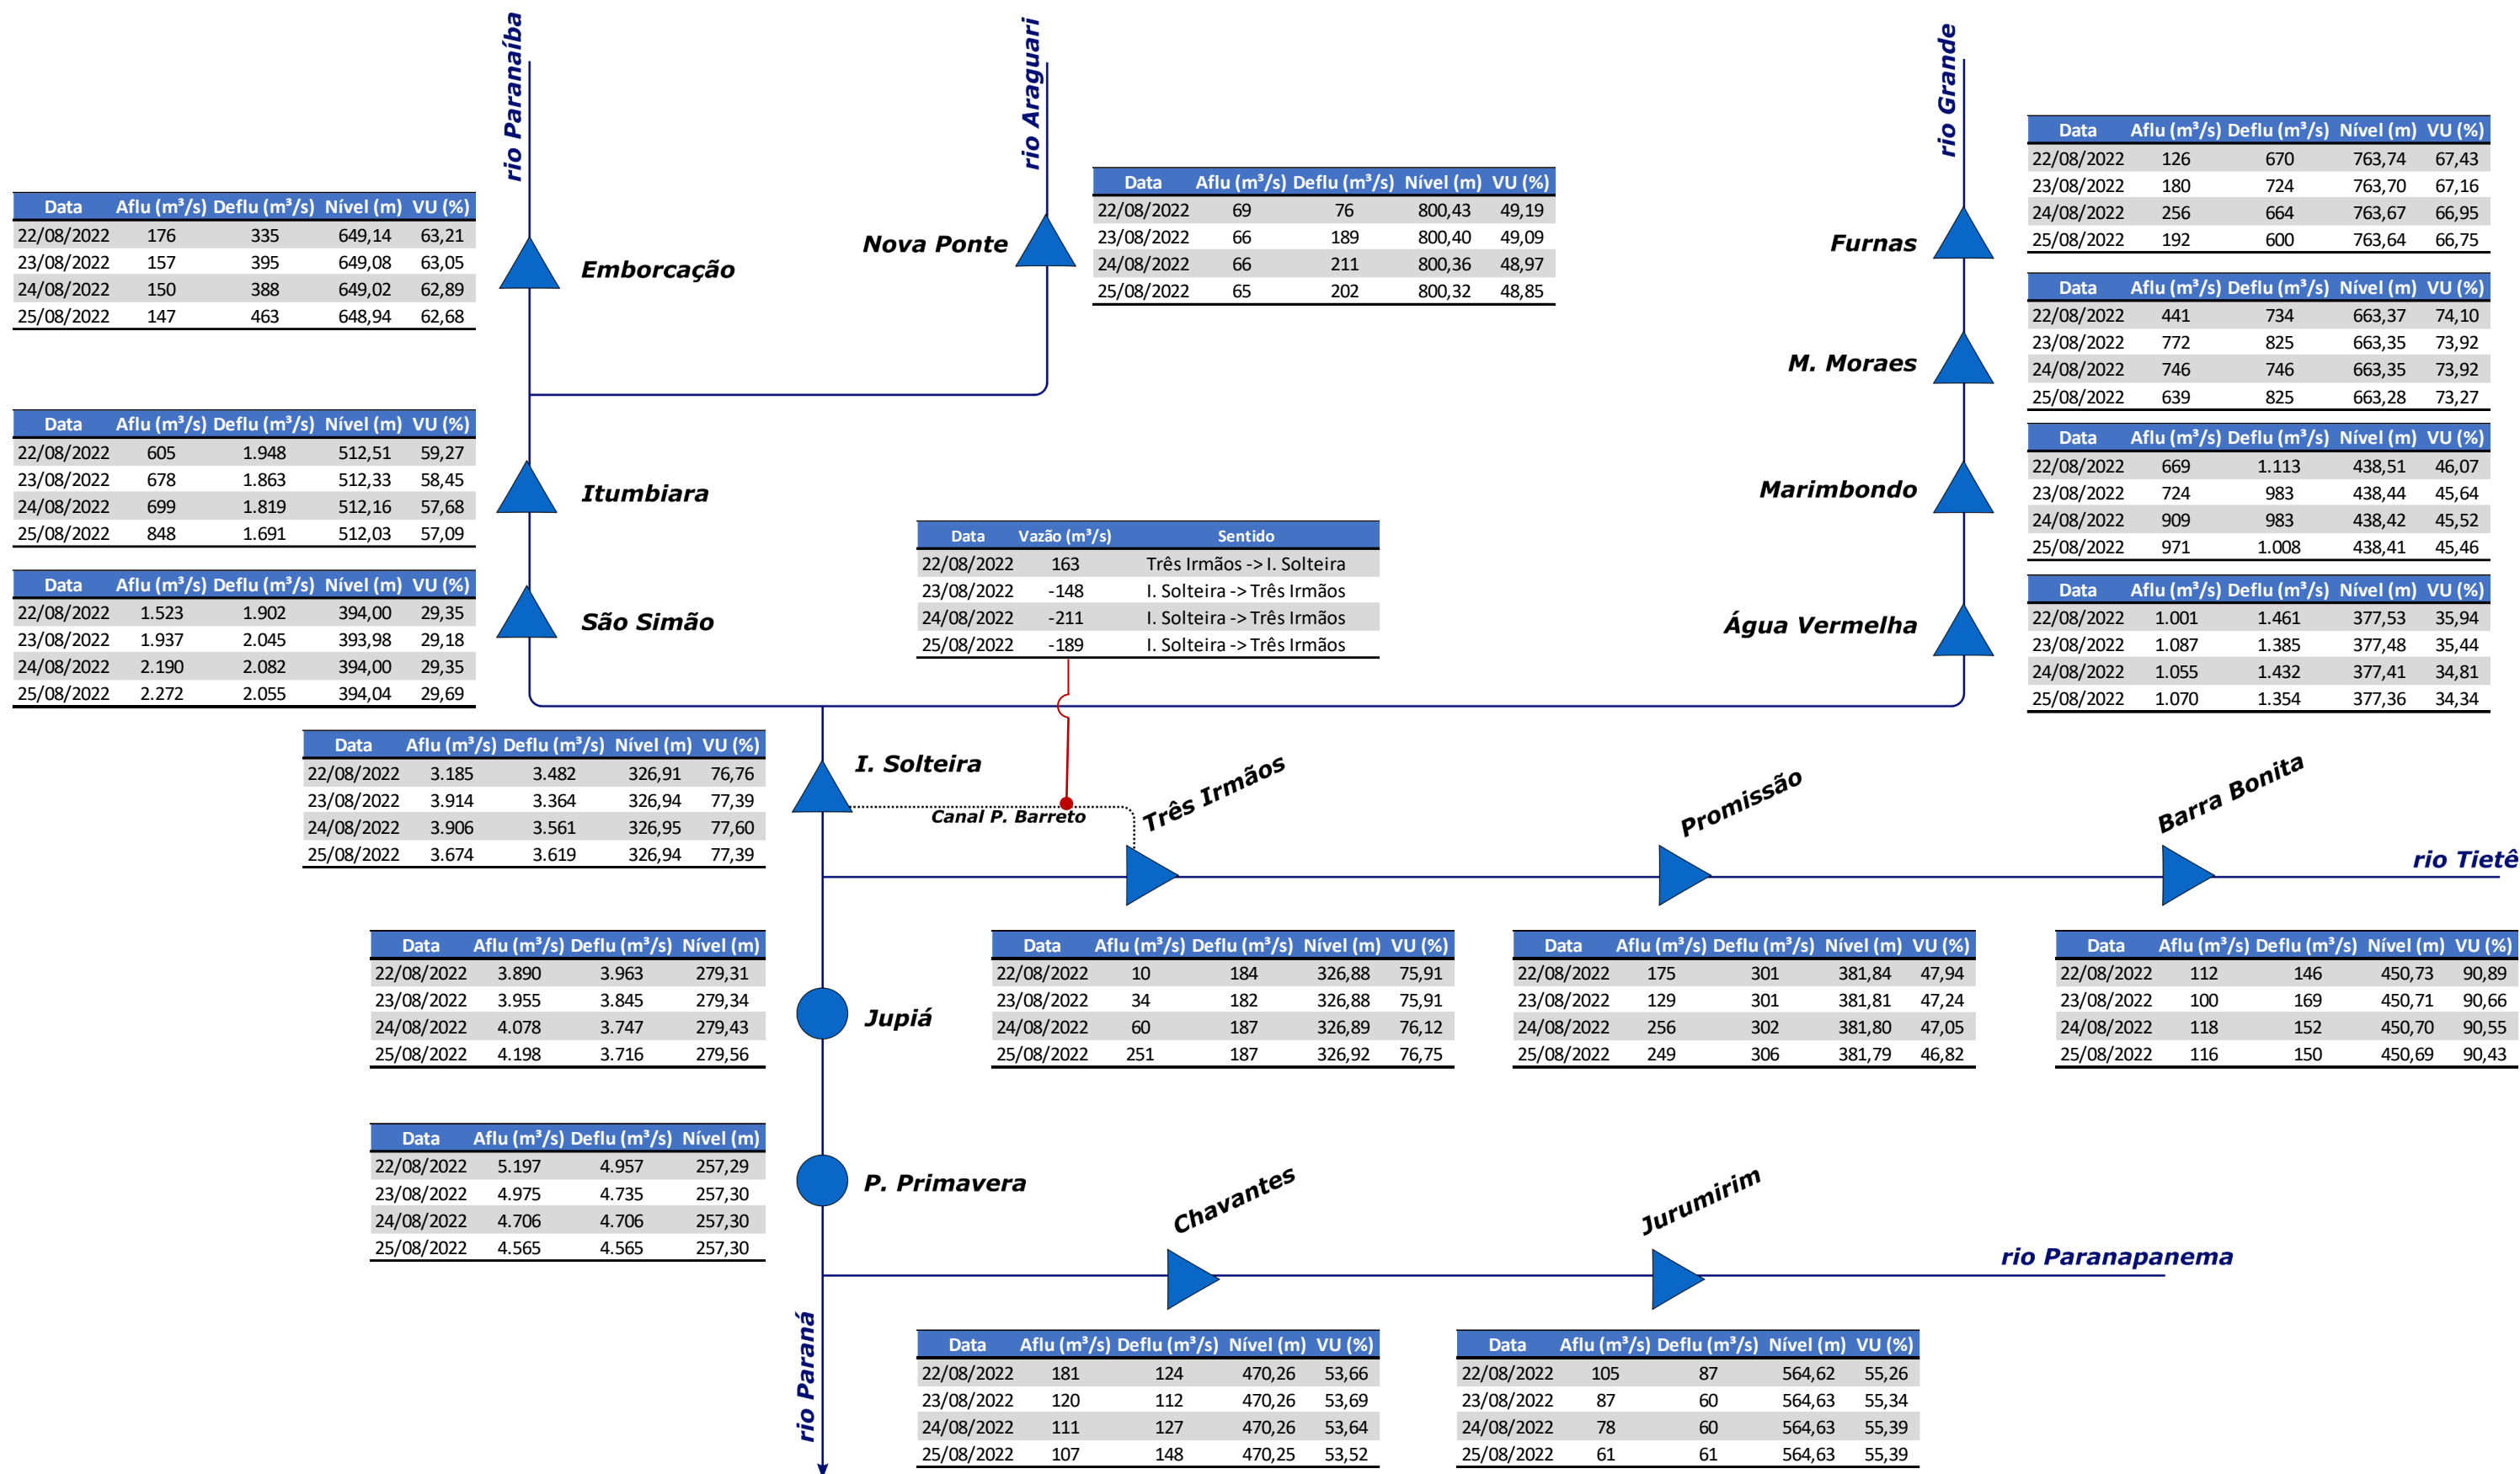 rio Paranaíba
rio Araguari
rio Grande
Data Aflu (m³/s) Deflu (m³/s) Nível (m) VU (%)
22/08/2022 176 335 649,14 63,21
23/08/2022 157 395 649,08 63,05
24/08/2022 150 388 649,02 62,89
25/08/2022 147 463 648,94 62,68
Emborcação
Nova Ponte
Data Aflu (m³/s) Deflu (m³/s) Nível (m) VU (%)
22/08/2022 69 76 800,43 49,19
23/08/2022 66 189 800,40 49,09
24/08/2022 66 211 800,36 48,97
25/08/2022 65 202 800,32 48,85
Furnas
Data Aflu (m³/s) Deflu (m³/s) Nível (m) VU (%)
22/08/2022 126 670 763,74 67,43
23/08/2022 180 724 763,70 67,16
24/08/2022 256 664 763,67 66,95
25/08/2022 192 600 763,64 66,75
M. Moraes
Data Aflu (m³/s) Deflu (m³/s) Nível (m) VU (%)
22/08/2022 441 734 663,37 74,10
23/08/2022 772 825 663,35 73,92
24/08/2022 746 746 663,35 73,92
25/08/2022 639 825 663,28 73,27
Data Aflu (m³/s) Deflu (m³/s) Nível (m) VU (%)
22/08/2022 605 1.948 512,51 59,27
23/08/2022 678 1.863 512,33 58,45
24/08/2022 699 1.819 512,16 57,68
25/08/2022 848 1.691 512,03 57,09
Itumbiara
Marimbondo
Data Aflu (m³/s) Deflu (m³/s) Nível (m) VU (%)
22/08/2022 669 1.113 438,51 46,07
23/08/2022 724 983 438,44 45,64
24/08/2022 909 983 438,42 45,52
25/08/2022 971 1.008 438,41 45,46
Data Aflu (m³/s) Deflu (m³/s) Nível (m) VU (%)
22/08/2022 1.523 1.902 394,00 29,35
23/08/2022 1.937 2.045 393,98 29,18
24/08/2022 2.190 2.082 394,00 29,35
25/08/2022 2.272 2.055 394,04 29,69
São Simão
Data Vazão (m³/s) Sentido
22/08/2022 163 Três Irmãos -> I. Solteira
23/08/2022 -148 I. Solteira -> Três Irmãos
24/08/2022 -211 I. Solteira -> Três Irmãos
25/08/2022 -189 I. Solteira -> Três Irmãos
Água Vermelha
Data Aflu (m³/s) Deflu (m³/s) Nível (m) VU (%)
22/08/2022 1.001 1.461 377,53 35,94
23/08/2022 1.087 1.385 377,48 35,44
24/08/2022 1.055 1.432 377,41 34,81
25/08/2022 1.070 1.354 377,36 34,34
Data Aflu (m³/s) Deflu (m³/s) Nível (m) VU (%)
22/08/2022 3.185 3.482 326,91 76,76
23/08/2022 3.914 3.364 326,94 77,39
24/08/2022 3.906 3.561 326,95 77,60
25/08/2022 3.674 3.619 326,94 77,39
I. Solteira
Canal P. Barreto
Três Irmãos
Promissão
Barra Bonita
rio Tietê
Data Aflu (m³/s) Deflu (m³/s) Nível (m)
22/08/2022 3.890 3.963 279,31
23/08/2022 3.955 3.845 279,34
24/08/2022 4.078 3.747 279,43
25/08/2022 4.198 3.716 279,56
Jupiá
Data Aflu (m³/s) Deflu (m³/s) Nível (m) VU (%)
22/08/2022 10 184 326,88 75,91
23/08/2022 34 182 326,88 75,91
24/08/2022 60 187 326,89 76,12
25/08/2022 251 187 326,92 76,75
Data Aflu (m³/s) Deflu (m³/s) Nível (m) VU (%)
22/08/2022 175 301 381,84 47,94
23/08/2022 129 301 381,81 47,24
24/08/2022 256 302 381,80 47,05
25/08/2022 249 306 381,79 46,82
Data Aflu (m³/s) Deflu (m³/s) Nível (m) VU (%)
22/08/2022 112 146 450,73 90,89
23/08/2022 100 169 450,71 90,66
24/08/2022 118 152 450,70 90,55
25/08/2022 116 150 450,69 90,43
Data Aflu (m³/s) Deflu (m³/s) Nível (m)
22/08/2022 5.197 4.957 257,29
23/08/2022 4.975 4.735 257,30
24/08/2022 4.706 4.706 257,30
25/08/2022 4.565 4.565 257,30
P. Primavera
Chavantes
Jurumirim
rio Paranapanema
rio Paraná
Data Aflu (m³/s) Deflu (m³/s) Nível (m) VU (%)
22/08/2022 181 124 470,26 53,66
23/08/2022 120 112 470,26 53,69
24/08/2022 111 127 470,26 53,64
25/08/2022 107 148 470,25 53,52
Data Aflu (m³/s) Deflu (m³/s) Nível (m) VU (%)
22/08/2022 105 87 564,62 55,26
23/08/2022 87 60 564,63 55,34
24/08/2022 78 60 564,63 55,39
25/08/2022 61 61 564,63 55,39